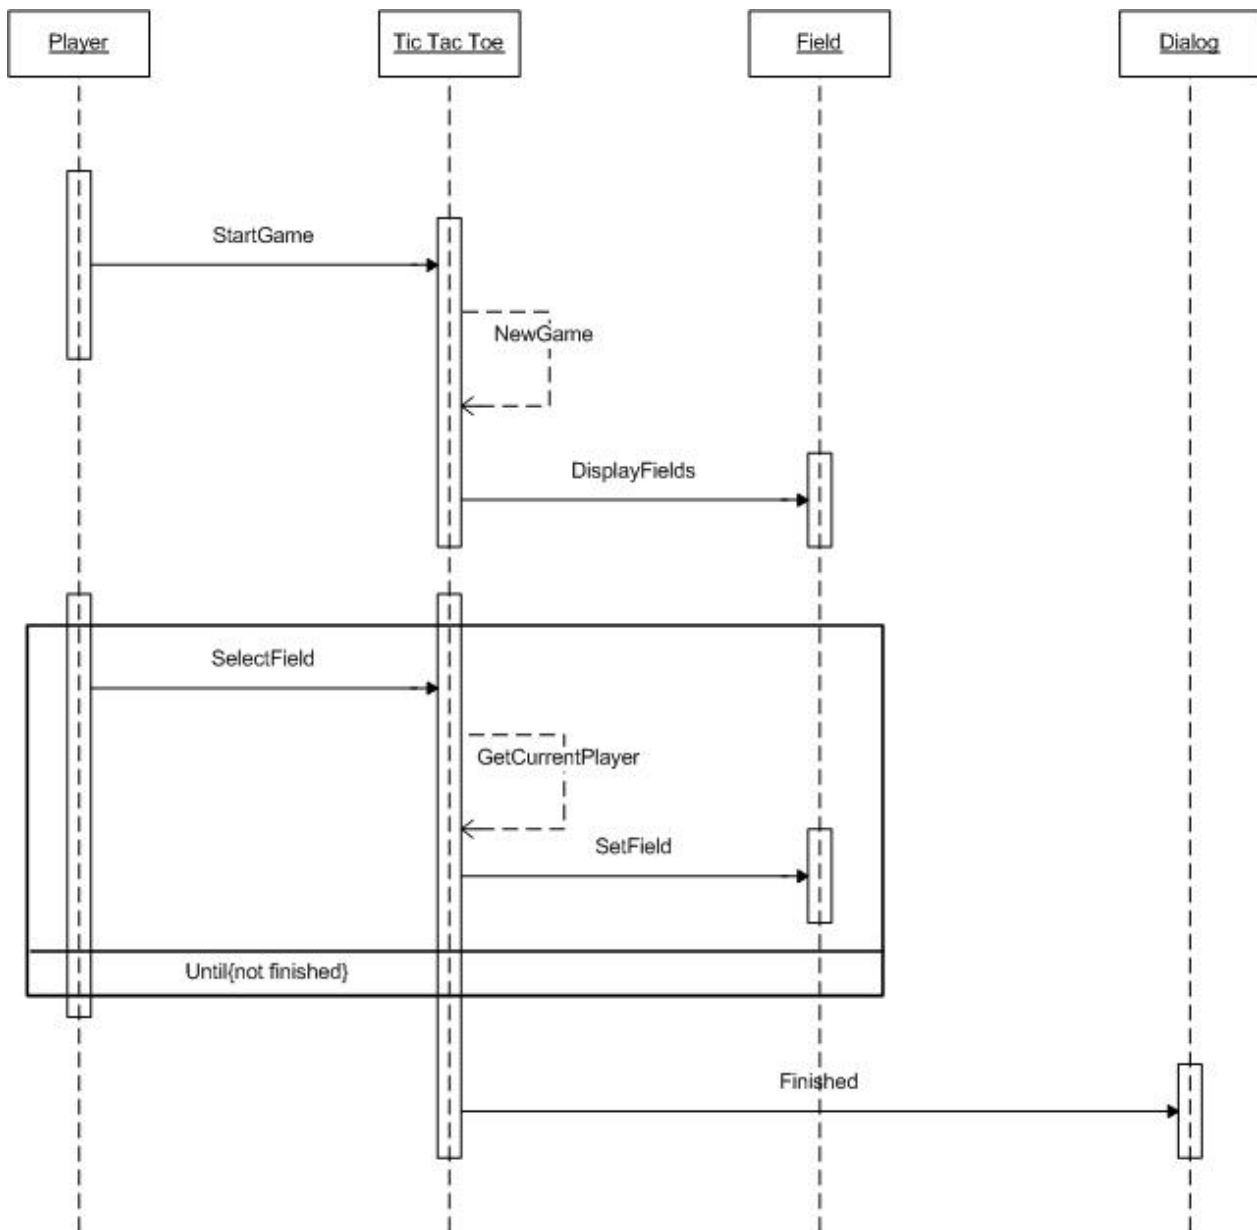 Player
Tic Tac Toe
Field
Dialog
StartGame
NewGame
DisplayFields
SelectField
GetCurrentPlayer
SetField
Until{not finished}
Finished